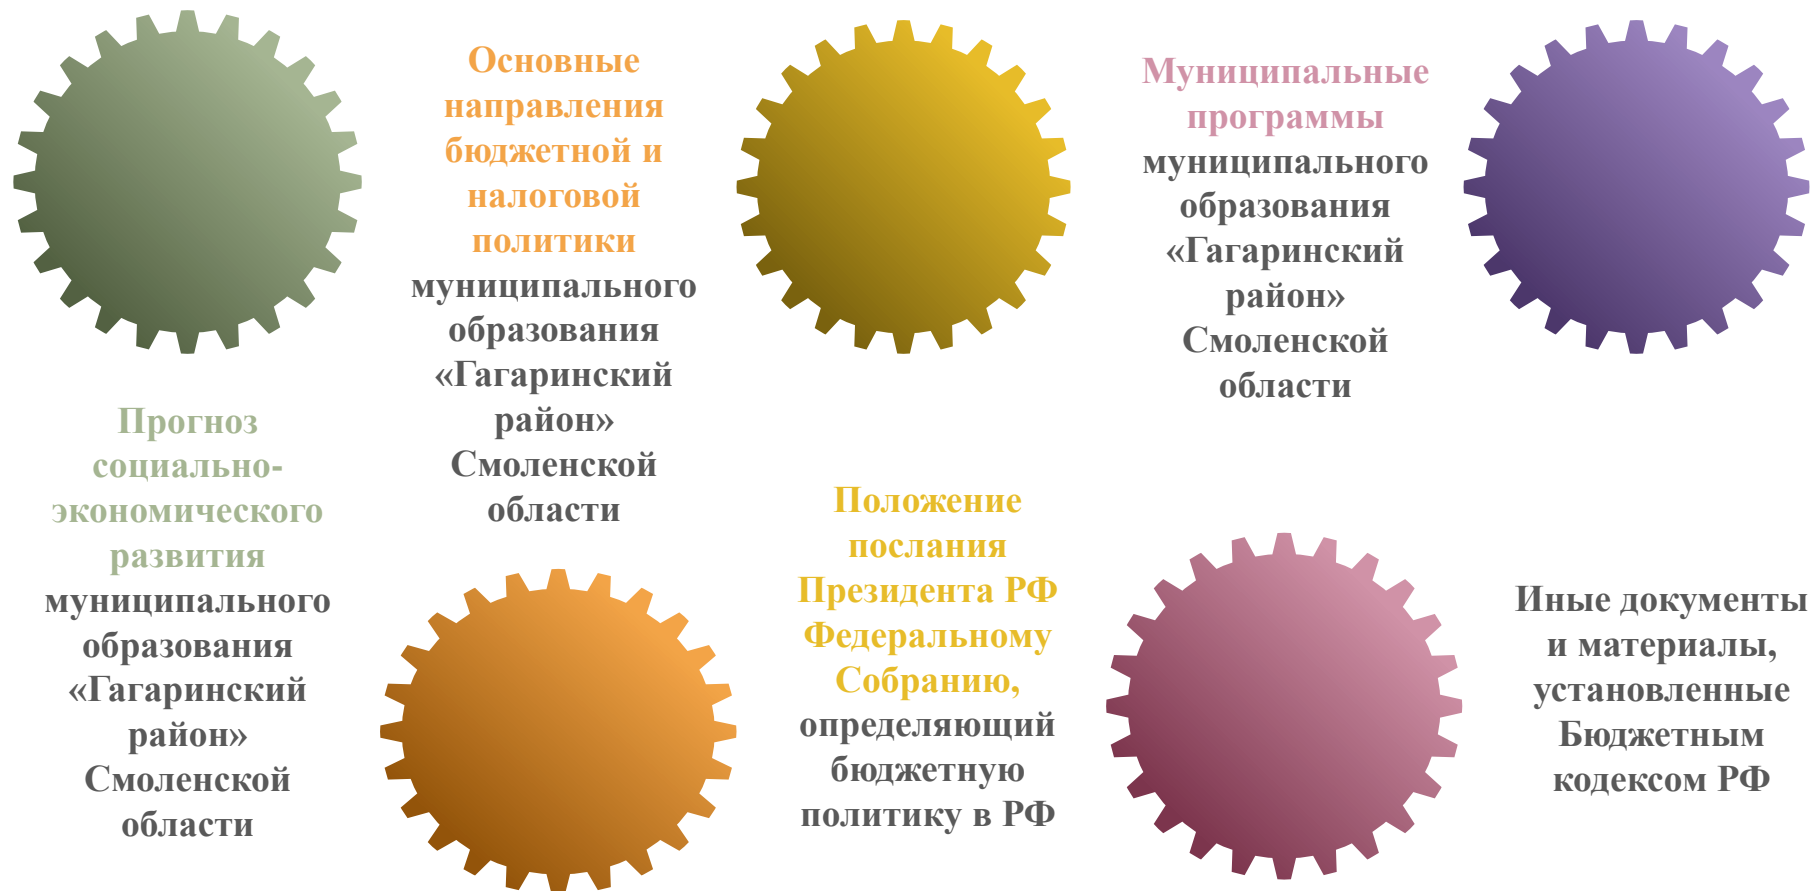 Прогноз
социально-
экономического
развития
муниципального
образования
«Гагаринский
район»
Смоленской
области
Основные
направления
бюджетной и
налоговой
политики
муниципального
образования
«Гагаринский
район»
Смоленской
области
Положение
послания
Президента РФ
Федеральному
Собранию,
определяющий
бюджетную
политику в РФ
Муниципальные
программы
муниципального
образования
«Гагаринский
район»
Смоленской
области
Иные документы
и материалы,
установленные
Бюджетным
кодексом РФ